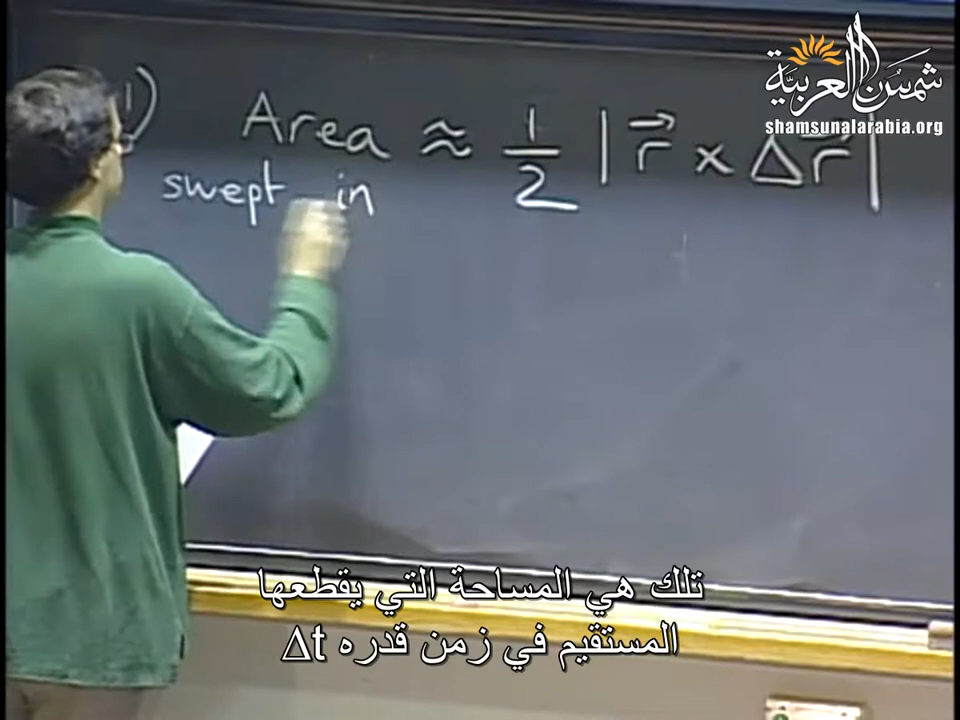 شمس العربية
shamsunalarabia.org
1) Area ≈ 1/2 |r⃗ × Δr⃗|
swept in
تلك هي المساحة التي يقطعها
المستقيم في زمن قدره Δt